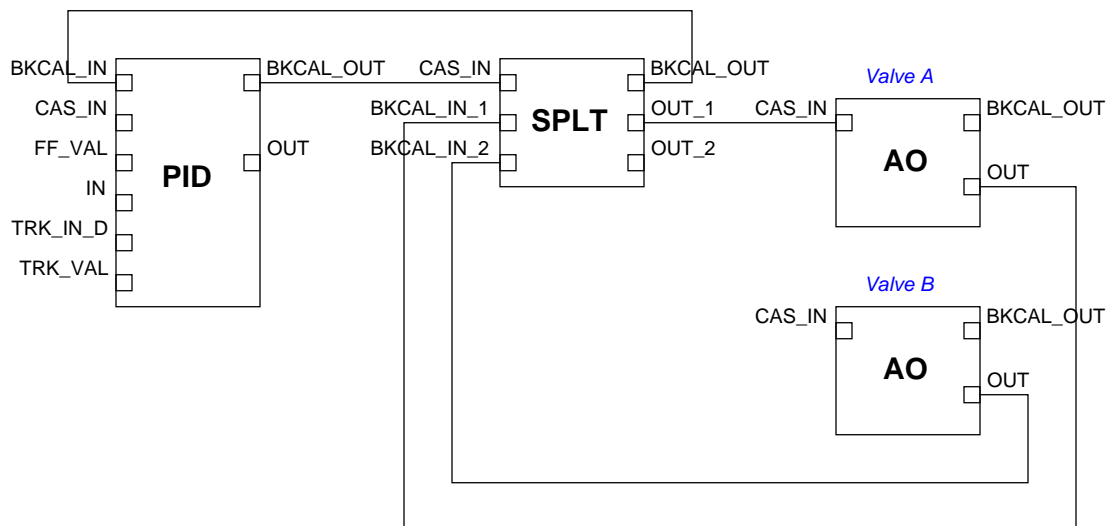 BKCAL_IN
CAS_IN
FF_VAL
IN
TRK_IN_D
TRK_VAL
PID
BKCAL_OUT
OUT
CAS_IN
BKCAL_IN_1
BKCAL_IN_2
SPLT
BKCAL_OUT
OUT_1
OUT_2
Valve A
CAS_IN
AO
BKCAL_OUT
OUT
Valve B
CAS_IN
AO
BKCAL_OUT
OUT